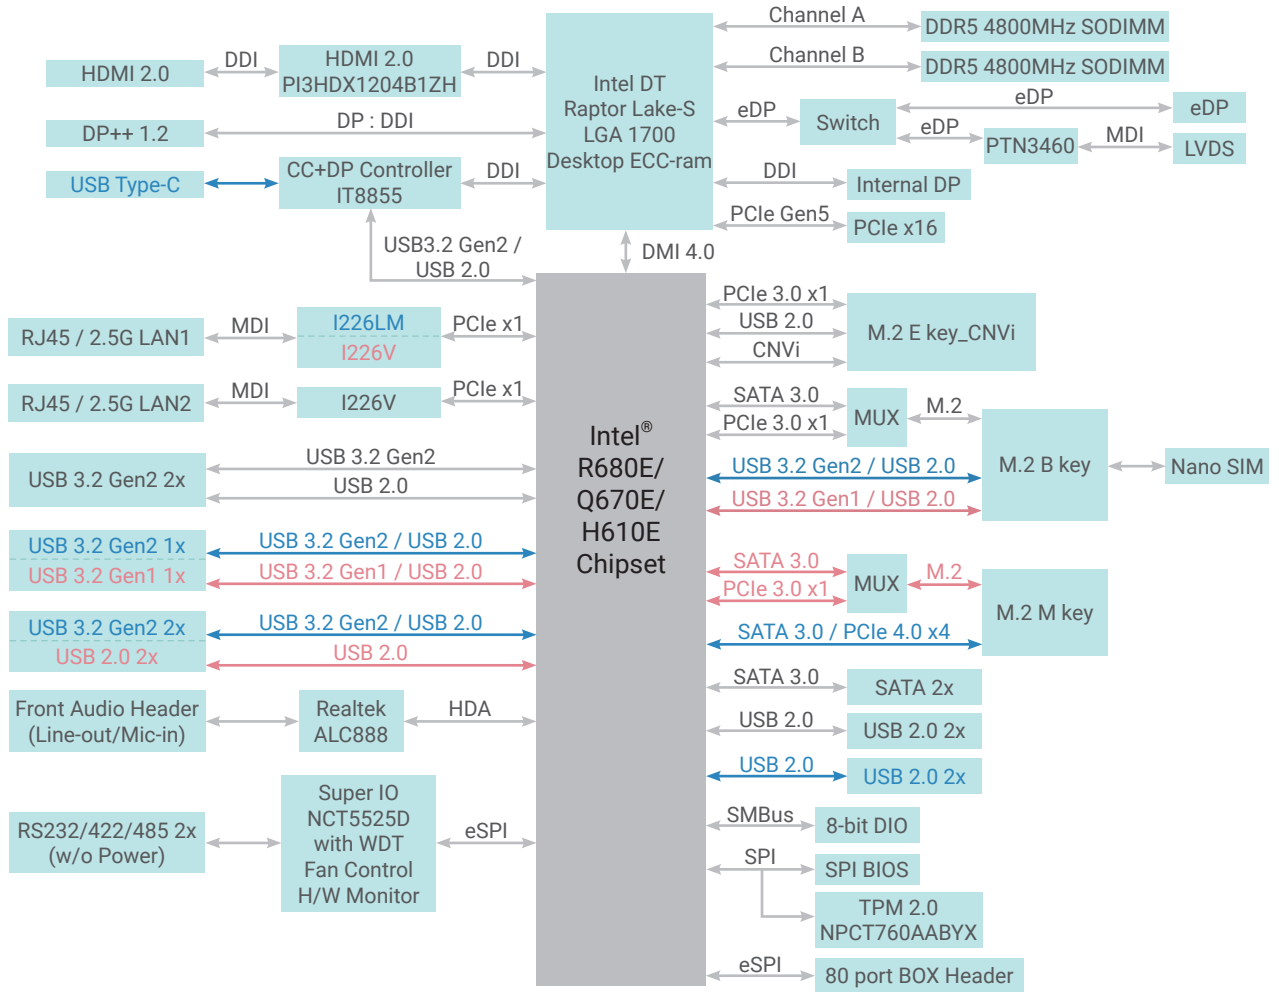 Channel A
DDR5 4800MHz SODIMM
Channel B
DDR5 4800MHz SODIMM
HDMI 2.0
DDI
HDMI 2.0
PI3HDX1204B1ZH
DDI
Intel DT
Raptor Lake-S
LGA 1700
Desktop ECC-ram
eDP
Switch
eDP
eDP
eDP
PTN3460
MDI
LVDS
DP++ 1.2
DP : DDI
USB Type-C
CC+DP Controller
IT8855
DDI
DDI
Internal DP
PCIe Gen5
PCIe x16
USB3.2 Gen2 /
USB 2.0
DMI 4.0
RJ45 / 2.5G LAN1
MDI
I226LM
I226V
PCIe x1
RJ45 / 2.5G LAN2
MDI
I226V
PCIe x1
USB 3.2 Gen2 2x
USB 3.2 Gen2
USB 2.0
USB 3.2 Gen2 1x
USB 3.2 Gen1 1x
USB 3.2 Gen2 / USB 2.0
USB 3.2 Gen1 / USB 2.0
USB 3.2 Gen2 2x
USB 2.0 2x
USB 3.2 Gen2 / USB 2.0
USB 2.0
Front Audio Header
(Line-out/Mic-in)
Realtek
ALC888
HDA
RS232/422/485 2x
(w/o Power)
Super IO
NCT5525D
with WDT
Fan Control
H/W Monitor
eSPI
Intel®
R680E/
Q670E/
H610E
Chipset
PCIe 3.0 x1
USB 2.0
CNVi
M.2 E key_CNVi
SATA 3.0
PCIe 3.0 x1
MUX
M.2
USB 3.2 Gen2 / USB 2.0
USB 3.2 Gen1 / USB 2.0
M.2 B key
Nano SIM
SATA 3.0
PCIe 3.0 x1
MUX
M.2
SATA 3.0 / PCIe 4.0 x4
M.2 M key
SATA 3.0
SATA 2x
USB 2.0
USB 2.0 2x
USB 2.0
USB 2.0 2x
SMBus
8-bit DIO
SPI
SPI BIOS
TPM 2.0
NPCT760AABYX
eSPI
80 port BOX Header